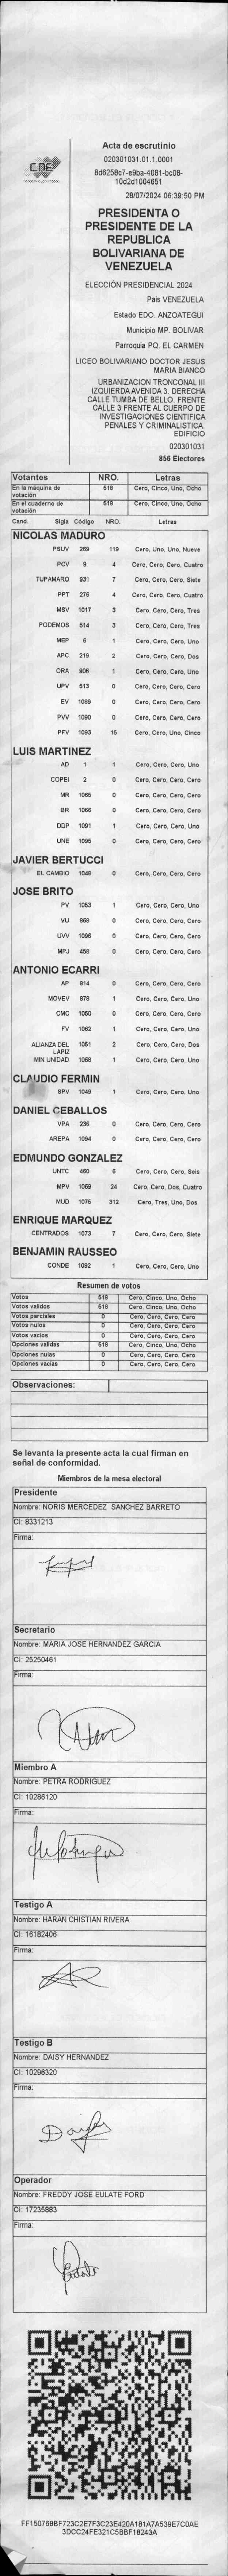 CNE
Acta de escrutinio
020301031.01.1.0001
8d6258c7-e9ba-4081-bc08-
10d2d1004651
28/07/2024 06:39:50 PM
PRESIDENTA O
PRESIDENTE DE LA
REPUBLICA
BOLIVARIANA DE
VENEZUELA
ELECCIÓN PRESIDENCIAL 2024
Pais VENEZUELA
Estado EDO. ANZOATEGUI
Municipio MP. BOLIVAR
Parroquia PQ. EL CARMEN
LICEO BOLIVARIANO DOCTOR JESUS
MARIA BIANCO
URBANIZACION TRONCONAL III
IZQUIERDA AVENIDA 3. DERECHA
CALLE TUMBA DE BELLO. FRENTE
CALLE 3 FRENTE AL CUERPO DE
INVESTIGACIONES CIENTIFICA
PENALES Y CRIMINALISTICA.
EDIFICIO
020301031
856 Electores
Votantes NRO. Letras
En la máquina de votación 518 Cero, Cinco, Uno, Ocho
En el cuaderno de votación 518 Cero, Cinco, Uno, Ocho
Cand. Sigla Código NRO. Letras
NICOLAS MADURO
PSUV 269 119 Cero, Uno, Uno, Nueve
PCV 9 4 Cero, Cero, Cero, Cuatro
TUPAMARO 931 7 Cero, Cero, Cero, Siete
PPT 276 4 Cero, Cero, Cero, Cuatro
MSV 1017 3 Cero, Cero, Cero, Tres
PODEMOS 514 3 Cero, Cero, Cero, Tres
MEP 6 1 Cero, Cero, Cero, Uno
APC 219 2 Cero, Cero, Cero, Dos
ORA 906 1 Cero, Cero, Cero, Uno
UPV 613 0 Cero, Cero, Cero, Cero
EV 1089 0 Cero, Cero, Cero, Cero
PVV 1090 0 Cero, Cero, Cero, Cero
PFV 1093 15 Cero, Cero, Uno, Cinco
LUIS MARTINEZ
AD 1 1 Cero, Cero, Cero, Uno
COPEI 2 0 Cero, Cero, Cero, Cero
MR 1065 0 Cero, Cero, Cero, Cero
BR 1066 0 Cero, Cero, Cero, Cero
DDP 1091 1 Cero, Cero, Cero, Uno
UNE 1095 0 Cero, Cero, Cero, Cero
JAVIER BERTUCCI
EL CAMBIO 1048 0 Cero, Cero, Cero, Cero
JOSE BRITO
PV 1053 1 Cero, Cero, Cero, Uno
VU 868 0 Cero, Cero, Cero, Cero
UVV 1096 0 Cero, Cero, Cero, Cero
MPJ 458 0 Cero, Cero, Cero, Cero
ANTONIO ECARRI
AP 814 0 Cero, Cero, Cero, Cero
MOVEV 878 1 Cero, Cero, Cero, Uno
CMC 1050 0 Cero, Cero, Cero, Cero
FV 1062 1 Cero, Cero, Cero, Uno
ALIANZA DEL LAPIZ 1051 2 Cero, Cero, Cero, Dos
MIN UNIDAD 1068 1 Cero, Cero, Cero, Uno
CLAUDIO FERMIN
SPV 1049 1 Cero, Cero, Cero, Uno
DANIEL CEBALLOS
VPA 236 0 Cero, Cero, Cero, Cero
AREPA 1094 0 Cero, Cero, Cero, Cero
EDMUNDO GONZALEZ
UNTC 460 6 Cero, Cero, Cero, Seis
MPV 1069 24 Cero, Cero, Dos, Cuatro
MUD 1075 312 Cero, Tres, Uno, Dos
ENRIQUE MARQUEZ
CENTRADOS 1073 7 Cero, Cero, Cero, Siete
BENJAMIN RAUSSEO
CONDE 1092 1 Cero, Cero, Cero, Uno
Resumen de votos
Votos 518 Cero, Cinco, Uno, Ocho
Votos validos 518 Cero, Cinco, Uno, Ocho
Votos parciales 0 Cero, Cero, Cero, Cero
Votos nulos 0 Cero, Cero, Cero, Cero
Votos vacios 0 Cero, Cero, Cero, Cero
Opciones validas 518 Cero, Cinco, Uno, Ocho
Opciones nulas 0 Cero, Cero, Cero, Cero
Opciones vacias 0 Cero, Cero, Cero, Cero
Observaciones:
Se levanta la presente acta la cual firman en
señal de conformidad.
Miembros de la mesa electoral
Presidente
Nombre: NORIS MERCEDEZ SANCHEZ BARRETO
CI: 8331213
Firma:
Secretario
Nombre: MARIA JOSE HERNANDEZ GARCIA
CI: 25250461
Firma:
Miembro A
Nombre: PETRA RODRIGUEZ
CI: 10286120
Firma:
Testigo A
Nombre: HARAN CHISTIAN RIVERA
CI: 16182406
Firma:
Testigo B
Nombre: DAISY HERNANDEZ
CI: 10296320
Firma:
Operador
Nombre: FREDDY JOSE EULATE FORD
CI: 17235883
Firma:
FF150768BF723C2E7F3C23E420A181A7A539E7C0AE
3DCC24FE321C5BBF18243A